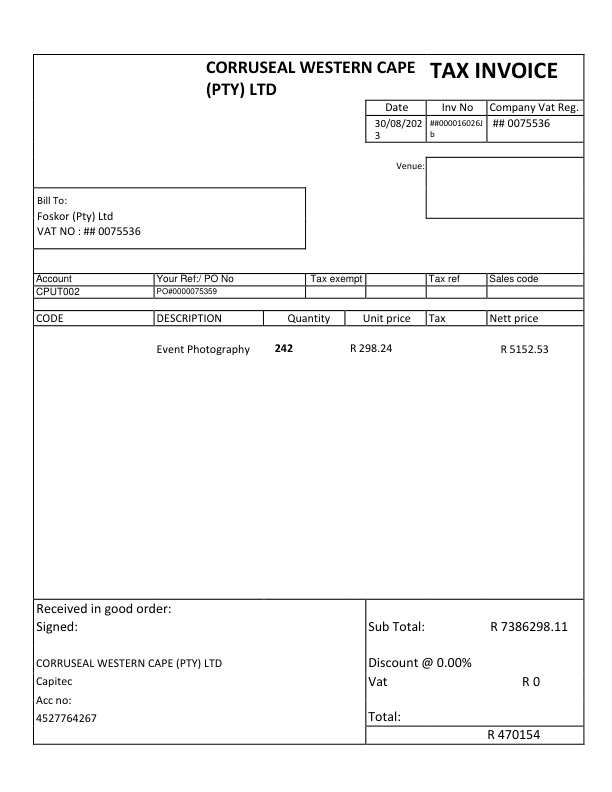 CORRUSEAL WESTERN CAPE
(PTY) LTD
TAX INVOICE
Date Inv No Company Vat Reg.
30/08/202
3
##000016026J
b
## 0075536
Venue:
Bill To:
Foskor (Pty) Ltd
VAT NO : ## 0075536
Account Your Ref:/ PO No Tax exempt Tax ref Sales code
CPUT002 PO#0000075359
CODE DESCRIPTION Quantity Unit price Tax Nett price
Event Photography 242 R 298.24 R 5152.53
Received in good order:
Signed:
CORRUSEAL WESTERN CAPE (PTY) LTD
Capitec
Acc no:
4527764267
Sub Total: R 7386298.11
Discount @ 0.00%
Vat R 0
Total:
R 470154